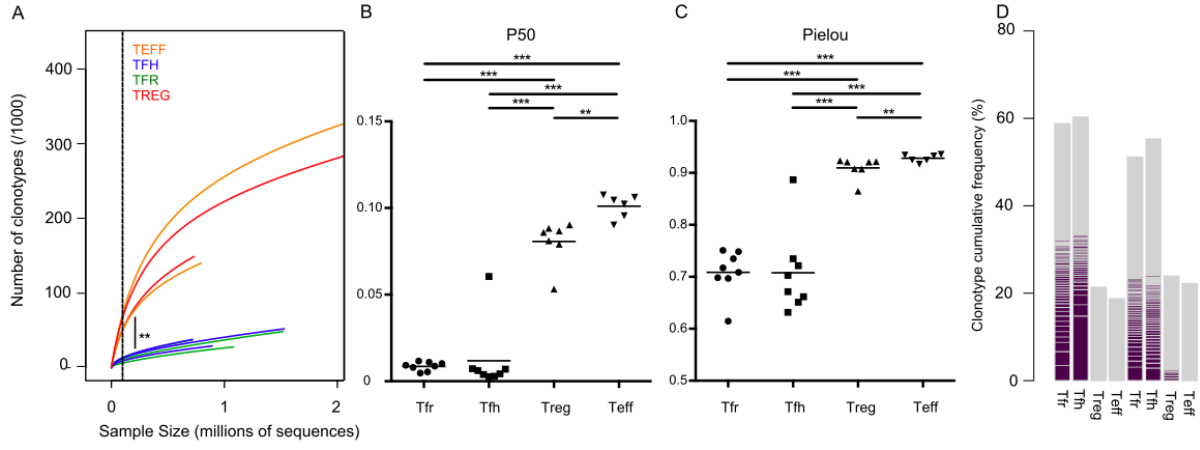 A
TEFF
TFH
TFR
TREG
**
400
300
200
100
0
0
1
2
Number of clonotypes (/1000)
Sample Size (millions of sequences)
B
P50
***
***
***
***
**
0.15
0.10
0.05
0
Tfr
Tfh
Treg
Teff
C
Pielou
***
***
***
***
**
1.0
0.9
0.8
0.7
0.6
0.5
Tfr
Tfh
Treg
Teff
D
Clonotype cumulative frequency (%)
80
60
40
20
0
Tfr
Tfh
Treg
Teff
Tfr
Tfh
Treg
Teff